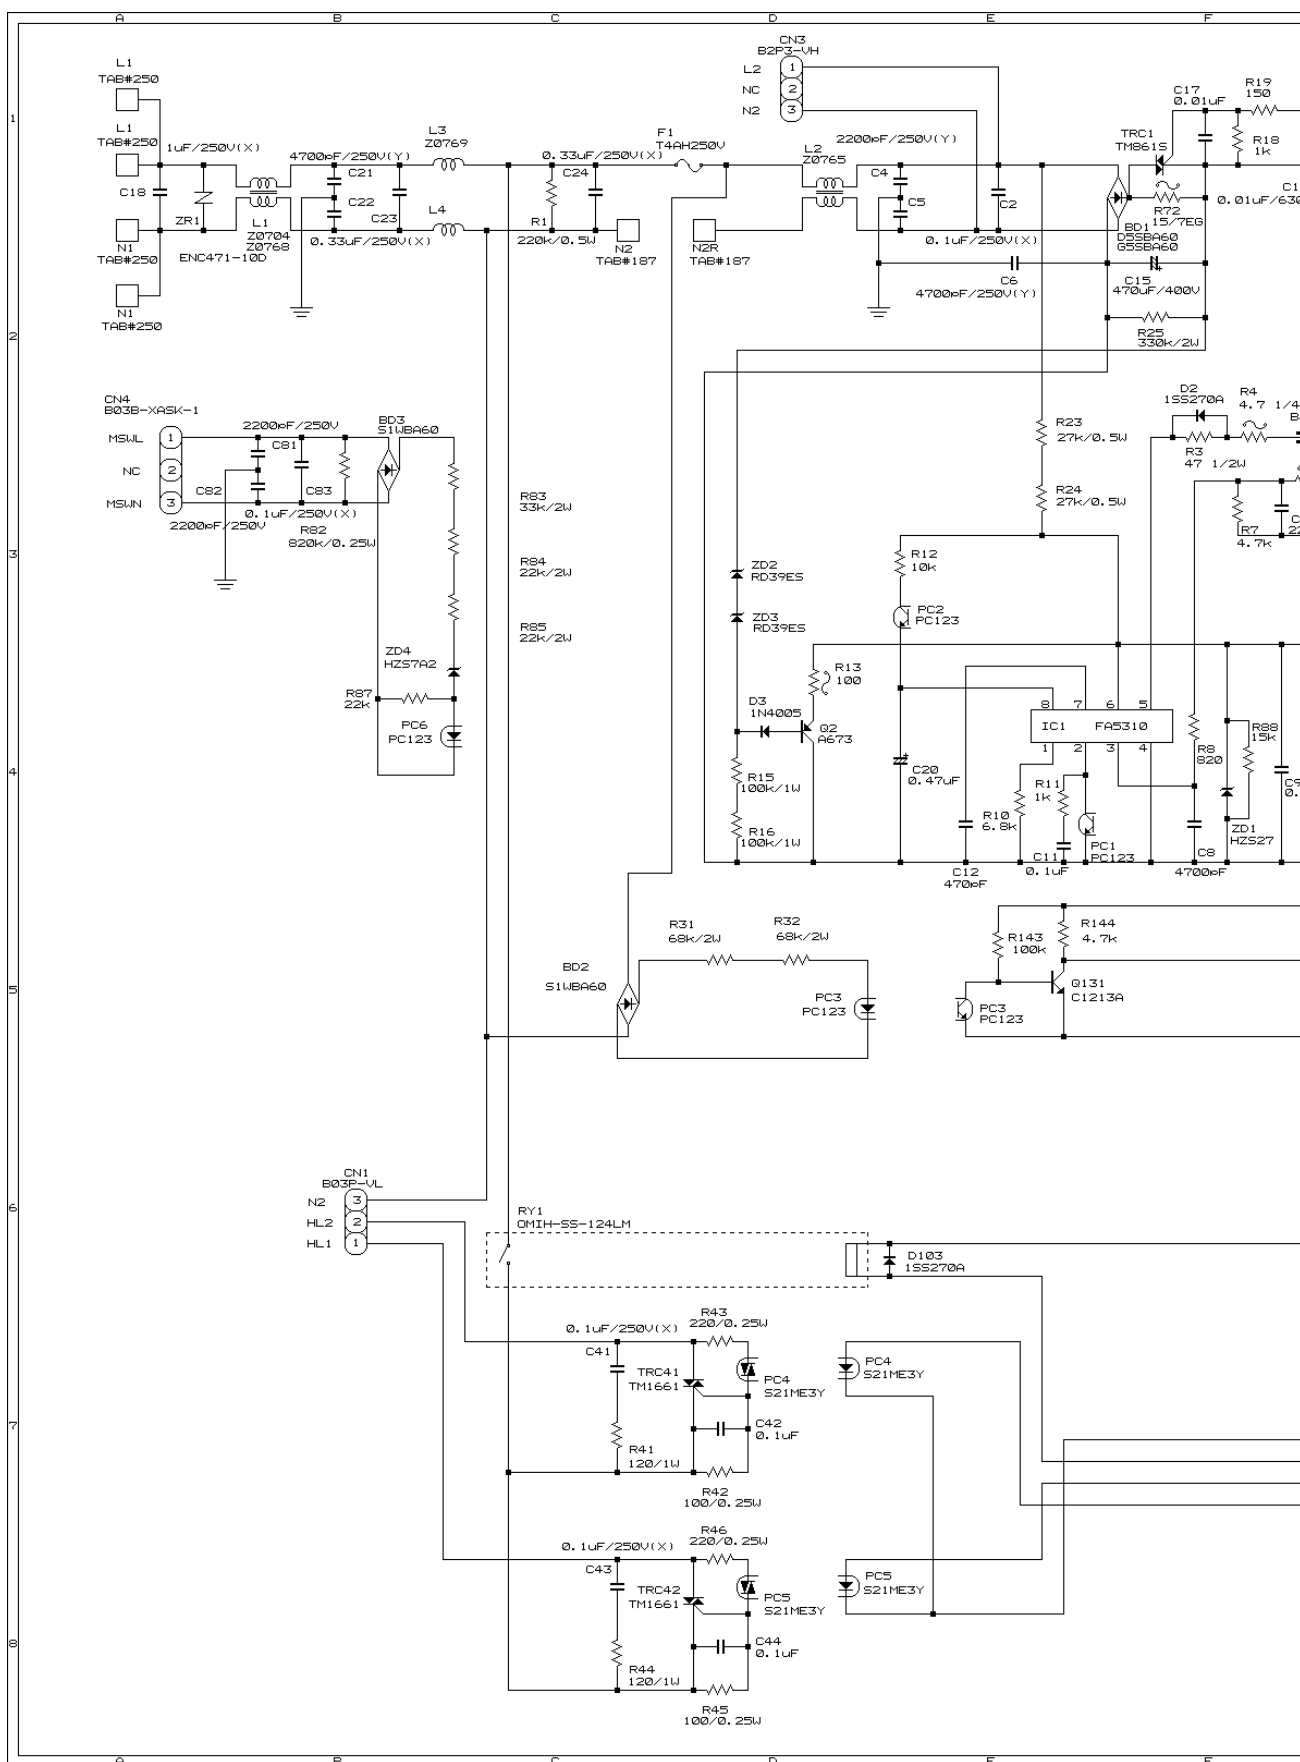 A B C D E F
L1
TAB#250
L1
TAB#250
1uF/250V(X)
C18
ZR1
N1
TAB#250
N1
TAB#250
ENC471-10D
L1
Z0704
Z0768
4700pF/250V(Y)
C21
C22
C23
0.33uF/250V(X)
L3
Z0769
L4
0.33uF/250V(X)
C24
R1
220k/0.5W
F1
T4AH250V
N2
TAB#187
N2R
TAB#187
CN3
B2P3-VH
L2 1
NC 2
N2 3
L2
Z0765
2200pF/250V(Y)
C4
C5
C2
0.1uF/250V(X)
C6
4700pF/250V(Y)
TRC1
TM861S
C17
0.01uF
R19
150
R18
1k
R72
15/7EG
0.01uF/630
BD1
D5SBA60
G5SBA60
C15
470uF/400V
R25
330k/2W
1
2
3
4
5
6
7
8
CN4
B03B-XASK-1
MSWL 1
NC 2
MSWN 3
2200pF/250V
C81
C82
2200pF/250V
C83
0.1uF/250V(X)
R82
820k/0.25W
BD3
S1WBA60
R83
33k/2W
R84
22k/2W
R85
22k/2W
ZD4
HZS7A2
R87
22k
PC6
PC123
R23
27k/0.5W
R24
27k/0.5W
D2
1SS270A
R4
4.7 1/4
R3
47 1/2W
R7
4.7k
R12
10k
PC2
PC123
ZD2
RD39ES
ZD3
RD39ES
R13
100
D3
1N4005
Q2
A673
R15
100k/1W
R16
100k/1W
C20
0.47uF
8 7 6 5
IC1 FA5310
1 2 3 4
R10
6.8k
R11
1k
C12
470pF
C11
0.1uF
PC1
PC123
R8
820
R88
15k
ZD1
HZS27
C8
4700pF
R31
68k/2W
R32
68k/2W
BD2
S1WBA60
PC3
PC123
R143
100k
R144
4.7k
Q131
C1213A
PC3
PC123
CN1
B03P-VL
N2 3
HL2 2
HL1 1
RY1
OMIH-SS-124LM
D103
1SS270A
0.1uF/250V(X)
C41
R43
220/0.25W
TRC41
TM1661
PC4
S21ME3Y
PC4
S21ME3Y
C42
0.1uF
R41
120/1W
R42
100/0.25W
0.1uF/250V(X)
C43
R46
220/0.25W
TRC42
TM1661
PC5
S21ME3Y
PC5
S21ME3Y
C44
0.1uF
R44
120/1W
R45
100/0.25W
A B C D E F